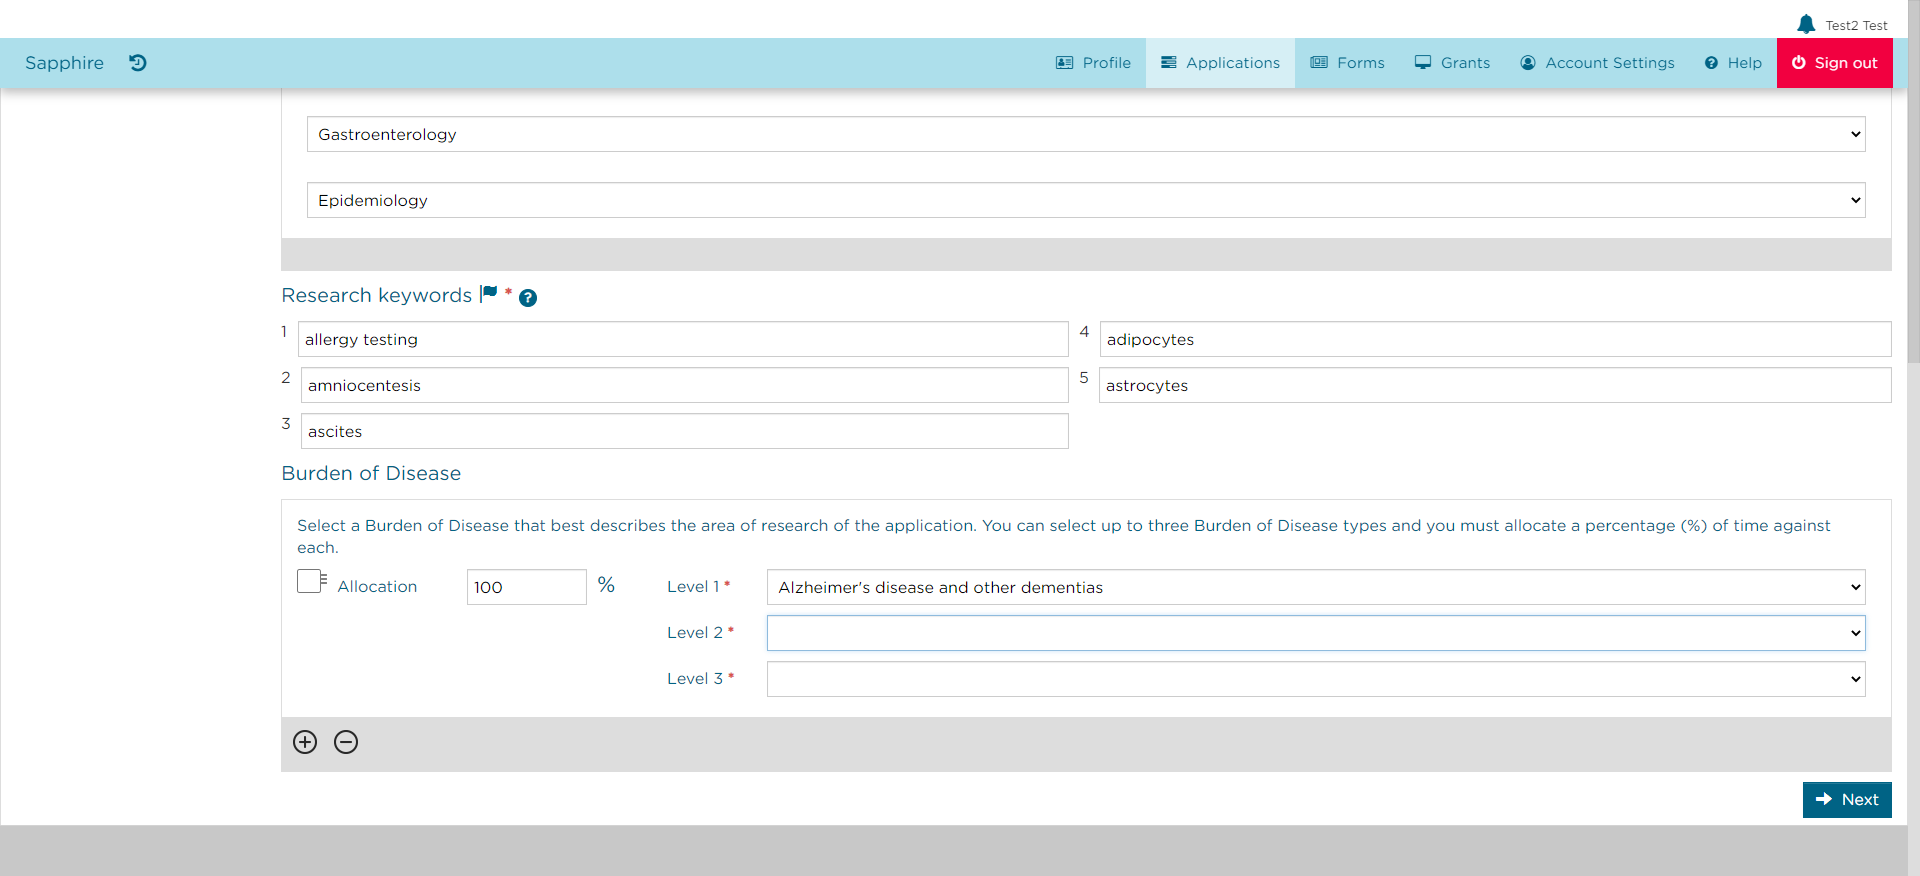 Test2 Test
Sapphire
Profile
Applications
Forms
Grants
Account Settings
Help
Sign out
Gastroenterology
Epidemiology
Research keywords * ?
1 allergy testing
4 adipocytes
2 amniocentesis
5 astrocytes
3 ascites
Burden of Disease
Select a Burden of Disease that best describes the area of research of the application. You can select up to three Burden of Disease types and you must allocate a percentage (%) of time against
each.
Allocation 100 % Level 1 * Alzheimer's disease and other dementias
Level 2 *
Level 3 *
Next